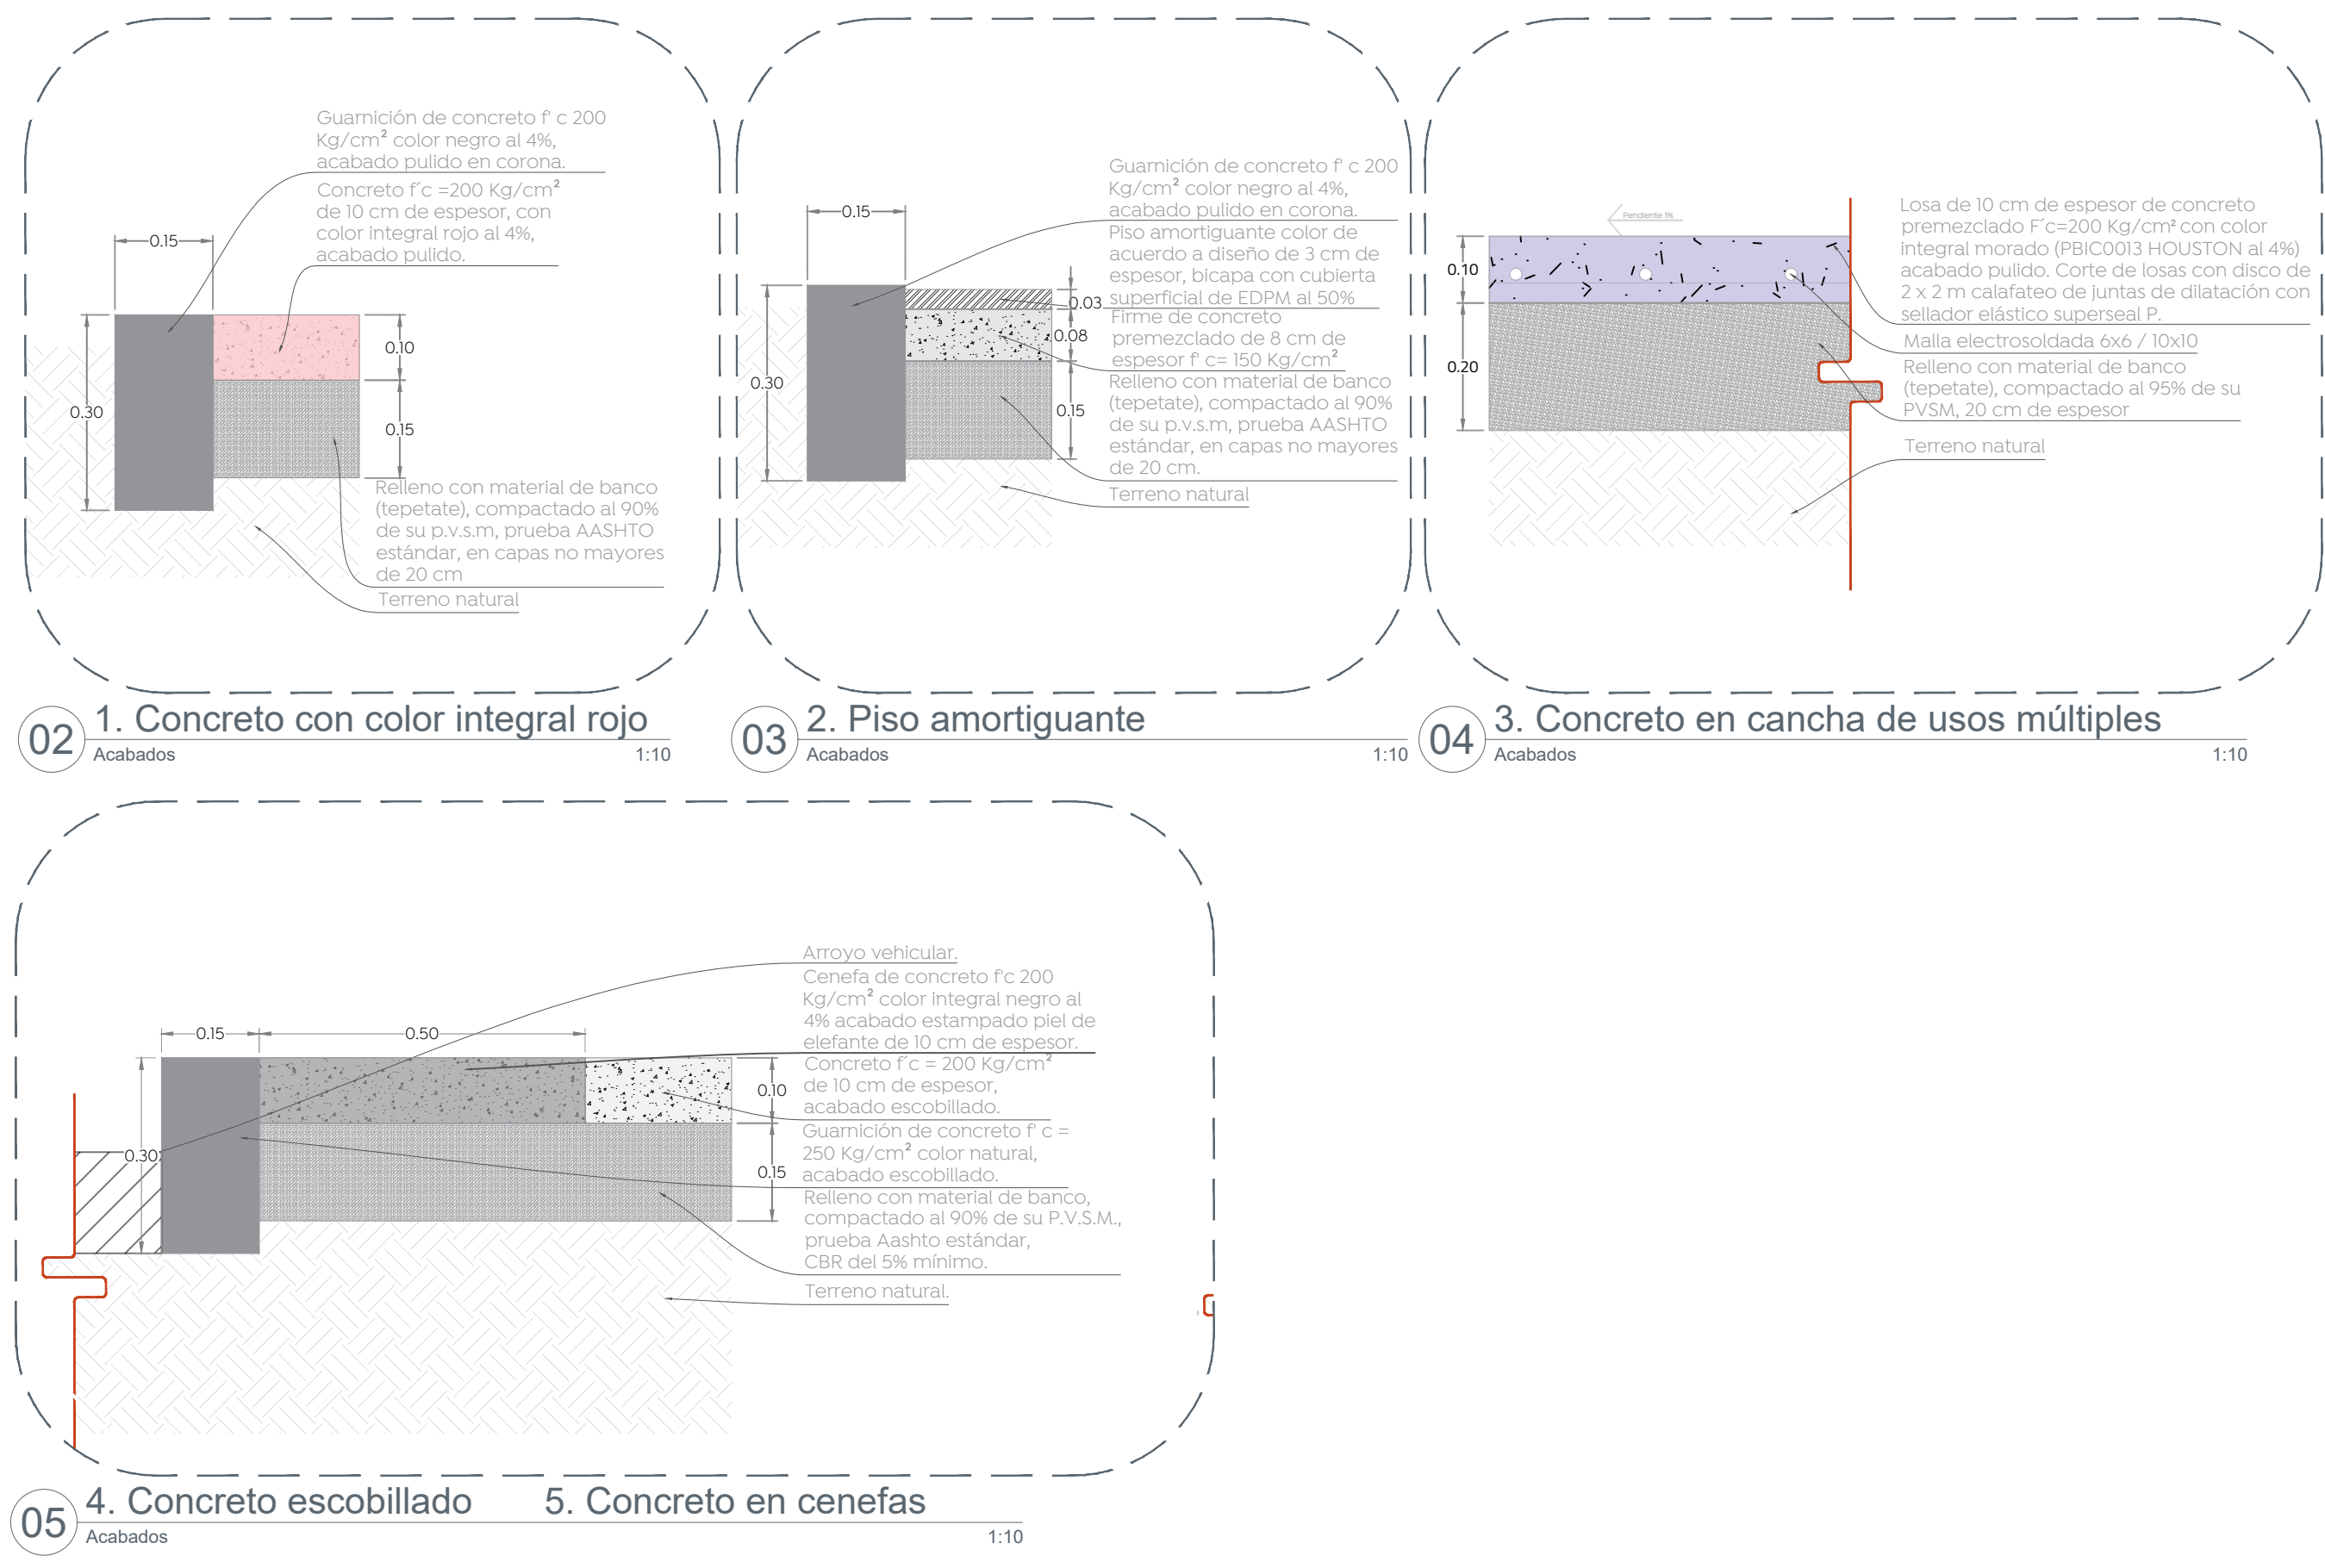 Guarnición de concreto f' c 200
Kg/cm² color negro al 4%,
acabado pulido en corona.
Concreto f´c =200 Kg/cm²
de 10 cm de espesor, con
color integral rojo al 4%,
acabado pulido.
0.15
0.30
0.10
0.15
Relleno con material de banco
(tepetate), compactado al 90%
de su p.v.s.m, prueba AASHTO
estándar, en capas no mayores
de 20 cm
Terreno natural
02
1. Concreto con color integral rojo
Acabados
1:10
Guarnición de concreto f' c 200
Kg/cm² color negro al 4%,
acabado pulido en corona.
Piso amortiguante color de
acuerdo a diseño de 3 cm de
espesor, bicapa con cubierta
superficial de EDPM al 50%
Firme de concreto
premezclado de 8 cm de
espesor f' c= 150 Kg/cm²
Relleno con material de banco
(tepetate), compactado al 90%
de su p.v.s.m, prueba AASHTO
estándar, en capas no mayores
de 20 cm.
Terreno natural
0.15
0.30
0.03
0.08
0.15
03
2. Piso amortiguante
Acabados
1:10
Pendiente 1%
0.10
0.20
Losa de 10 cm de espesor de concreto
premezclado F´c=200 Kg/cm² con color
integral morado (PBIC0013 HOUSTON al 4%)
acabado pulido. Corte de losas con disco de
2 x 2 m calafateo de juntas de dilatación con
sellador elástico superseal P.
Malla electrosoldada 6x6 / 10x10
Relleno con material de banco
(tepetate), compactado al 95% de su
PVSM, 20 cm de espesor
Terreno natural
04
3. Concreto en cancha de usos múltiples
Acabados
1:10
Arroyo vehicular.
Cenefa de concreto f'c 200
Kg/cm² color integral negro al
4% acabado estampado piel de
elefante de 10 cm de espesor.
Concreto f´c = 200 Kg/cm²
de 10 cm de espesor,
acabado escobillado.
Guarnición de concreto f' c =
250 Kg/cm² color natural,
acabado escobillado.
Relleno con material de banco,
compactado al 90% de su P.V.S.M.,
prueba Aashto estándar,
CBR del 5% mínimo.
Terreno natural.
0.15
0.50
0.30
0.10
0.15
05
4. Concreto escobillado
5. Concreto en cenefas
Acabados
1:10